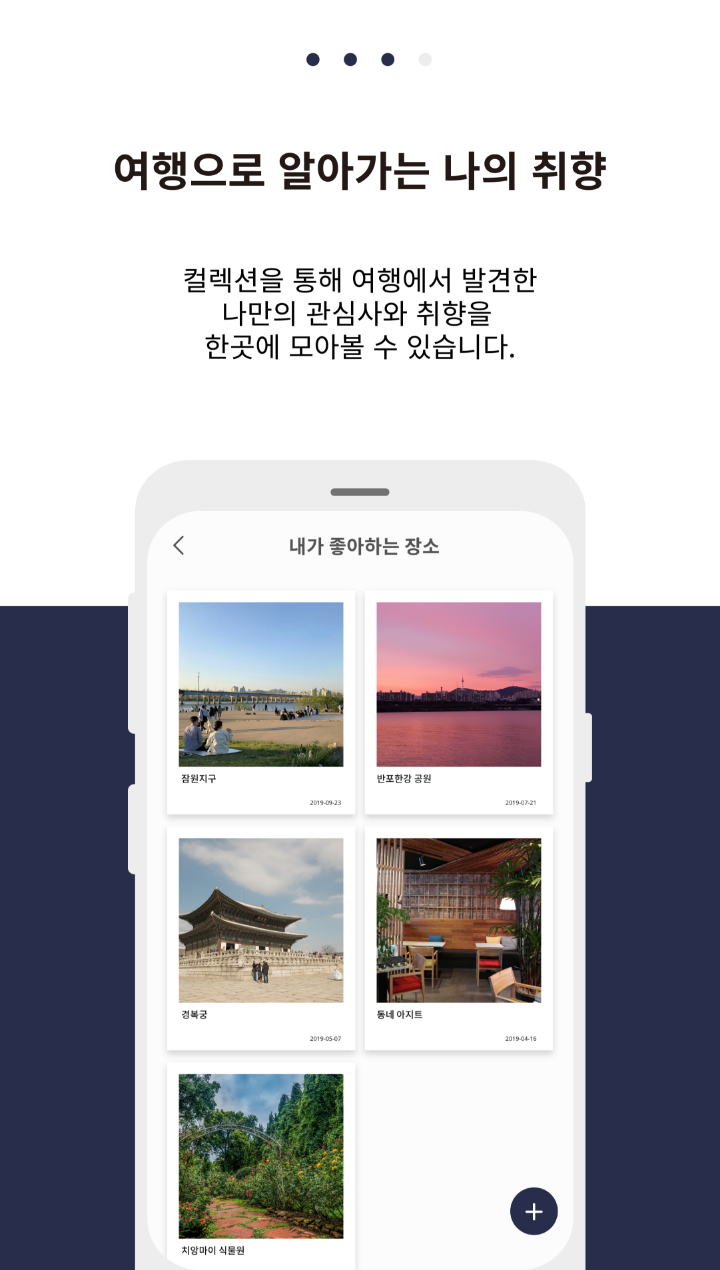 여행으로 알아가는 나의 취향
컬렉션을 통해 여행에서 발견한
나만의 관심사와 취향을
한곳에 모아볼 수 있습니다.
내가 좋아하는 장소
잠원지구
2019-09-23
반포한강 공원
2019-07-21
경복궁
2019-05-07
동네 아지트
2019-04-16
치앙마이 식물원